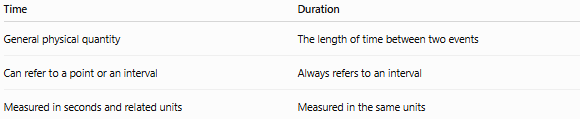 Time Duration
General physical quantity The length of time between two events
Can refer to a point or an interval Always refers to an interval
Measured in seconds and related units Measured in the same units